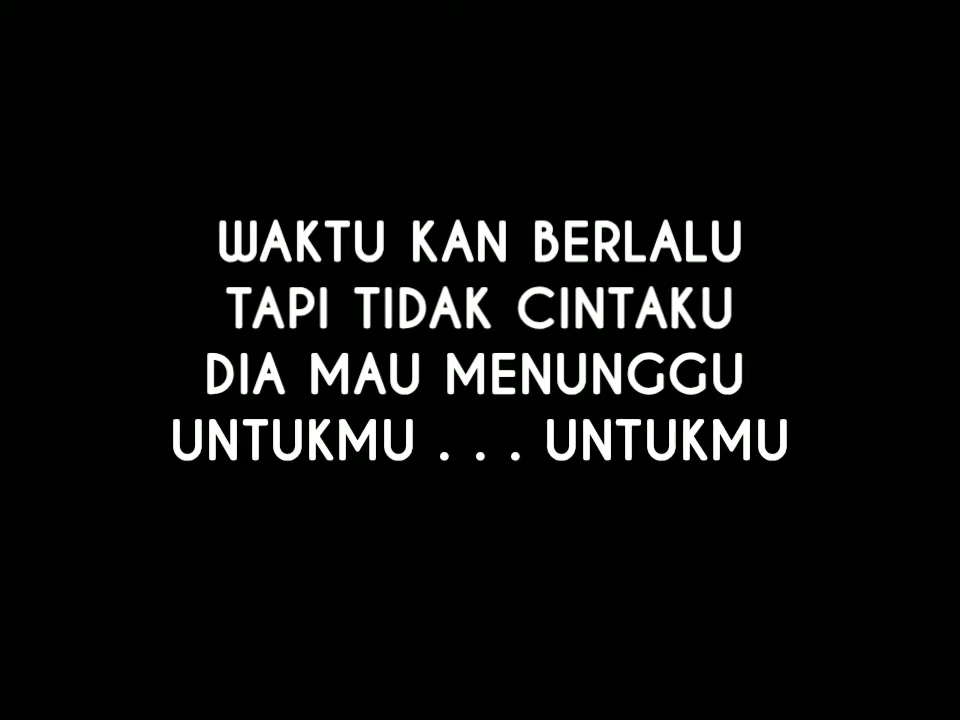 WAKTU KAN BERLALU
TAPI TIDAK CINTAKU
DIA MAU MENUNGGU
UNTUKMU . . . UNTUKMU